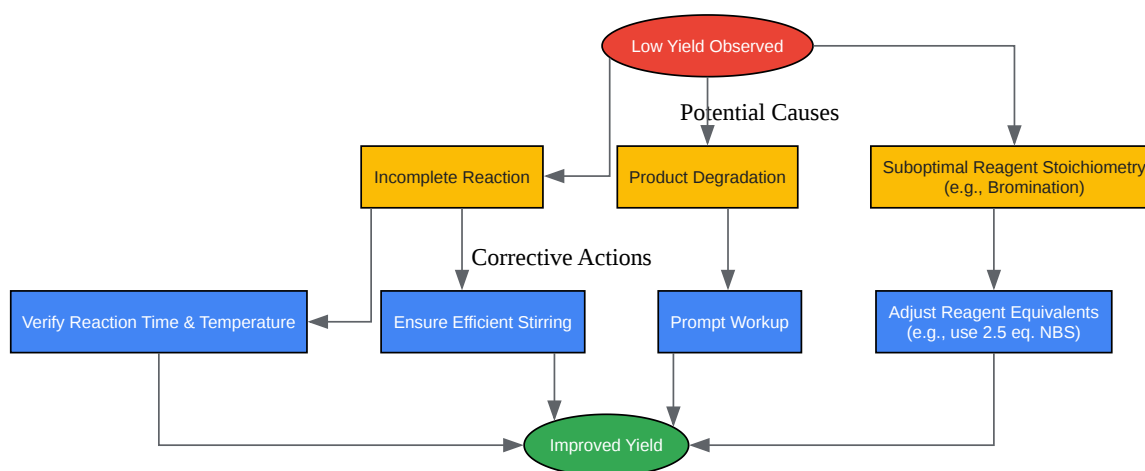 Low Yield Observed
Potential Causes
Incomplete Reaction
Product Degradation
Suboptimal Reagent Stoichiometry
(e.g., Bromination)
Corrective Actions
Verify Reaction Time & Temperature
Ensure Efficient Stirring
Prompt Workup
Adjust Reagent Equivalents
(e.g., use 2.5 eq. NBS)
Improved Yield